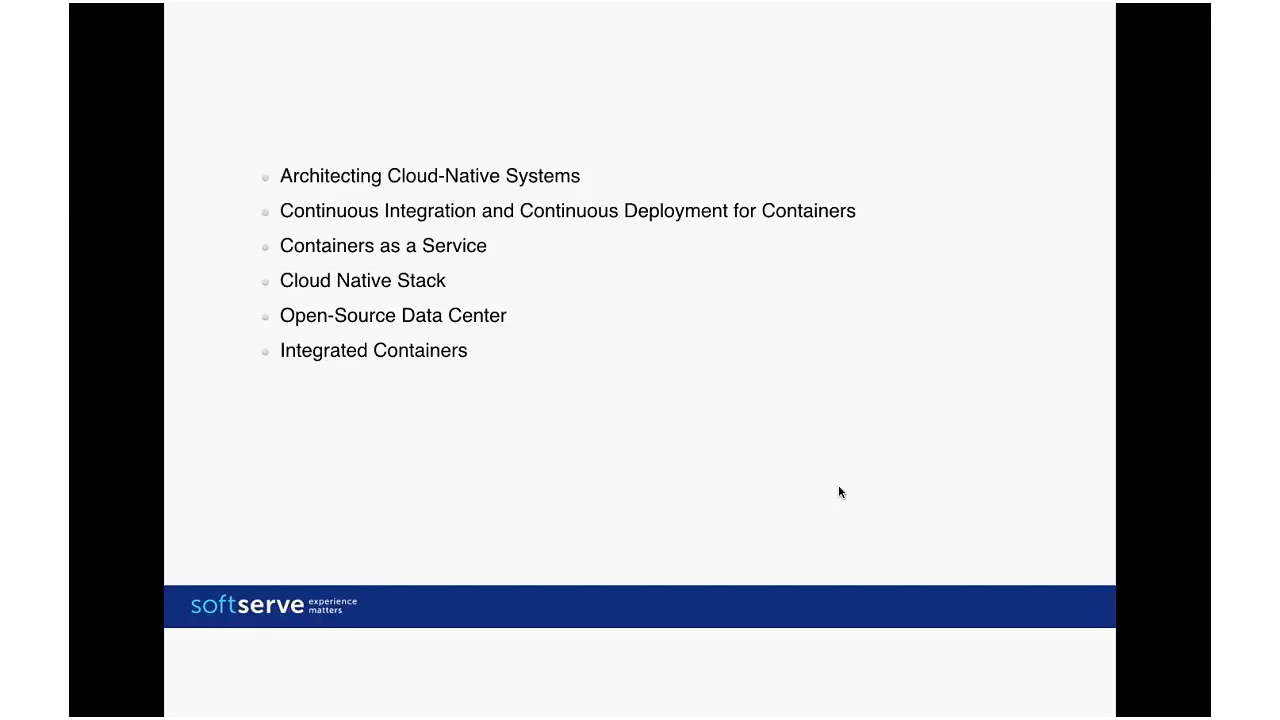 Architecting Cloud-Native Systems
Continuous Integration and Continuous Deployment for Containers
Containers as a Service
Cloud Native Stack
Open-Source Data Center
Integrated Containers
softserve experience
matters